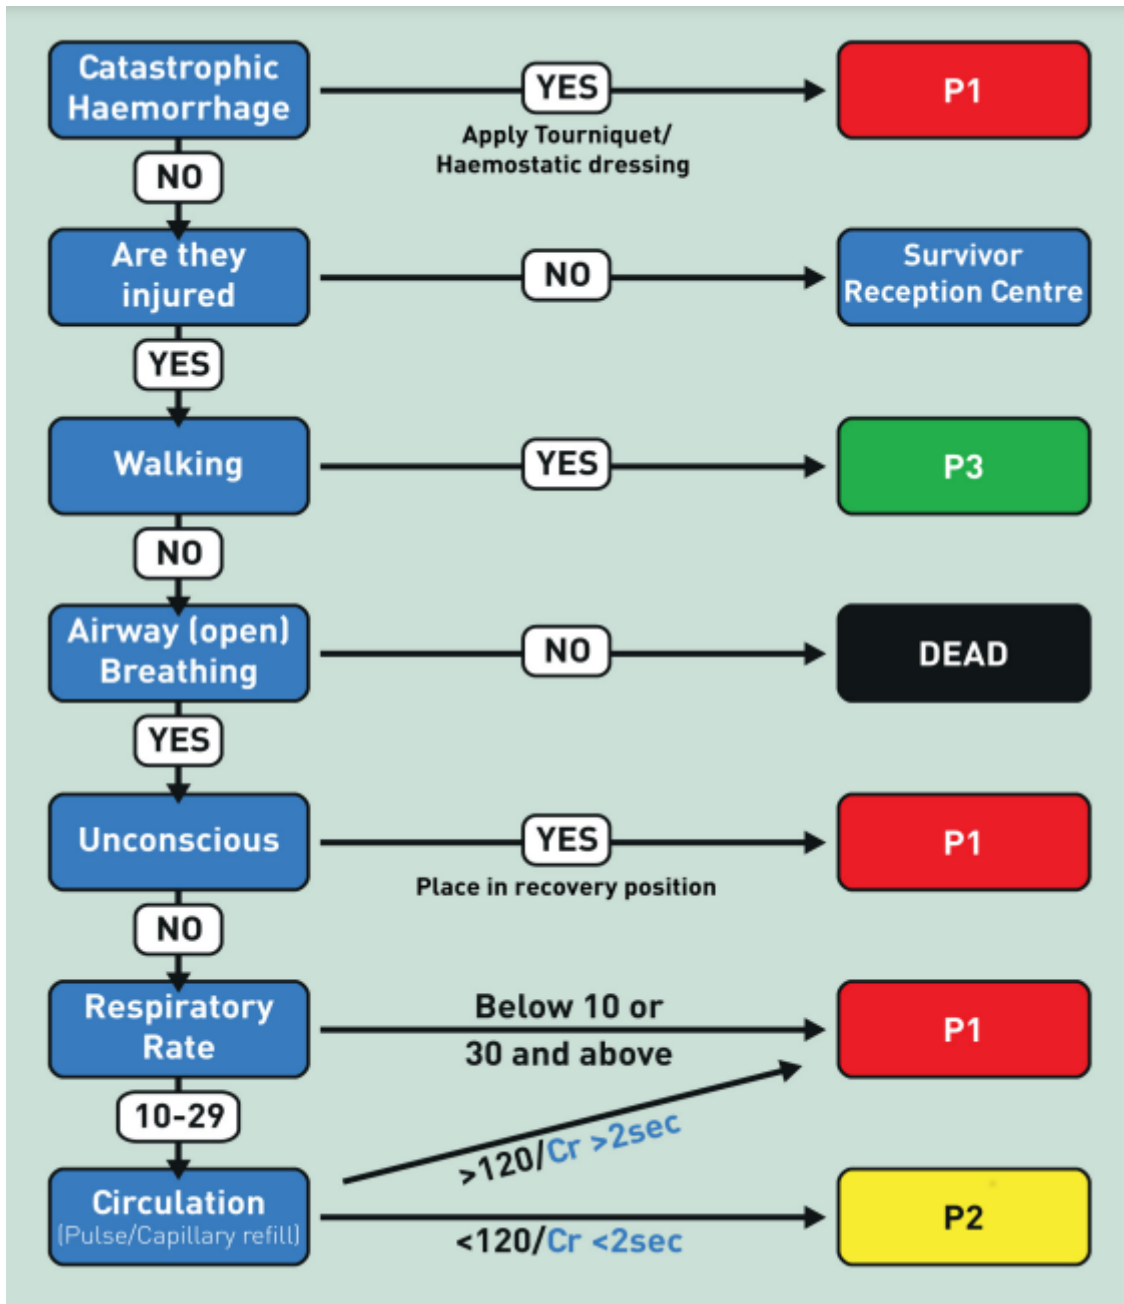 Catastrophic
Haemorrhage
YES
Apply Tourniquet/
Haemostatic dressing
P1
NO
Are they
injured
NO
Survivor
Reception Centre
YES
Walking
YES
P3
NO
Airway (open)
Breathing
NO
DEAD
YES
Unconscious
YES
Place in recovery position
P1
NO
Respiratory
Rate
Below 10 or
30 and above
P1
10-29
>120/Cr >2sec
Circulation
(Pulse/Capillary refill)
<120/Cr <2sec
P2